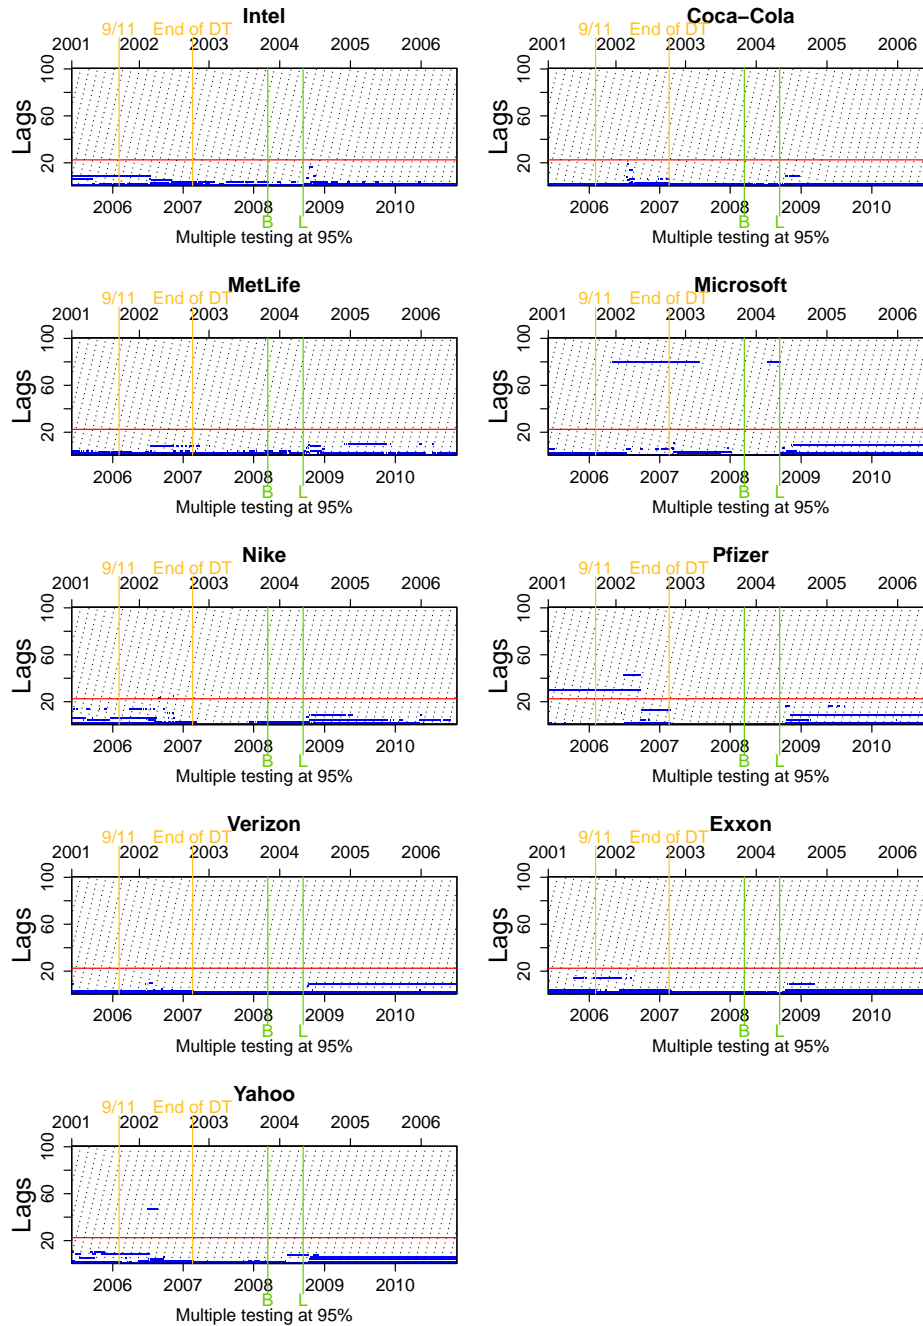 Intel
9/11 End of DT
2001 2002 2003 2004 2005 2006
Lags
20 60 100
2006 2007 2008 2009 2010
B L
Multiple testing at 95%
Coca−Cola
9/11 End of DT
2001 2002 2003 2004 2005 2006
Lags
20 60 100
2006 2007 2008 2009 2010
B L
Multiple testing at 95%
MetLife
9/11 End of DT
2001 2002 2003 2004 2005 2006
Lags
20 60 100
2006 2007 2008 2009 2010
B L
Multiple testing at 95%
Microsoft
9/11 End of DT
2001 2002 2003 2004 2005 2006
Lags
20 60 100
2006 2007 2008 2009 2010
B L
Multiple testing at 95%
Nike
9/11 End of DT
2001 2002 2003 2004 2005 2006
Lags
20 60 100
2006 2007 2008 2009 2010
B L
Multiple testing at 95%
Pfizer
9/11 End of DT
2001 2002 2003 2004 2005 2006
Lags
20 60 100
2006 2007 2008 2009 2010
B L
Multiple testing at 95%
Verizon
9/11 End of DT
2001 2002 2003 2004 2005 2006
Lags
20 60 100
2006 2007 2008 2009 2010
B L
Multiple testing at 95%
Exxon
9/11 End of DT
2001 2002 2003 2004 2005 2006
Lags
20 60 100
2006 2007 2008 2009 2010
B L
Multiple testing at 95%
Yahoo
9/11 End of DT
2001 2002 2003 2004 2005 2006
Lags
20 60 100
2006 2007 2008 2009 2010
B L
Multiple testing at 95%